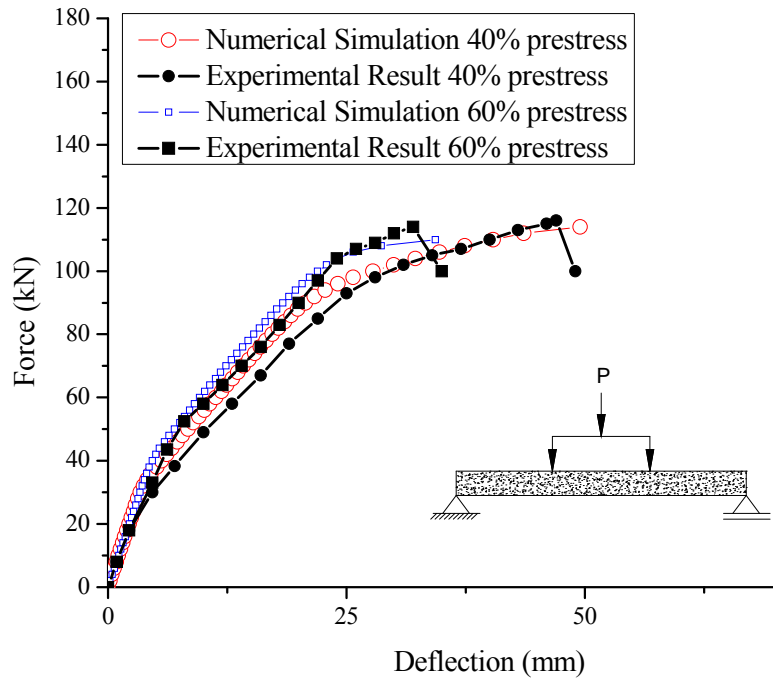 Numerical Simulation 40% prestress
Experimental Result 40% prestress
Numerical Simulation 60% prestress
Experimental Result 60% prestress
180
160
140
120
100
80
60
40
20
0
Force (kN)
P
0 25 50
Deflection (mm)